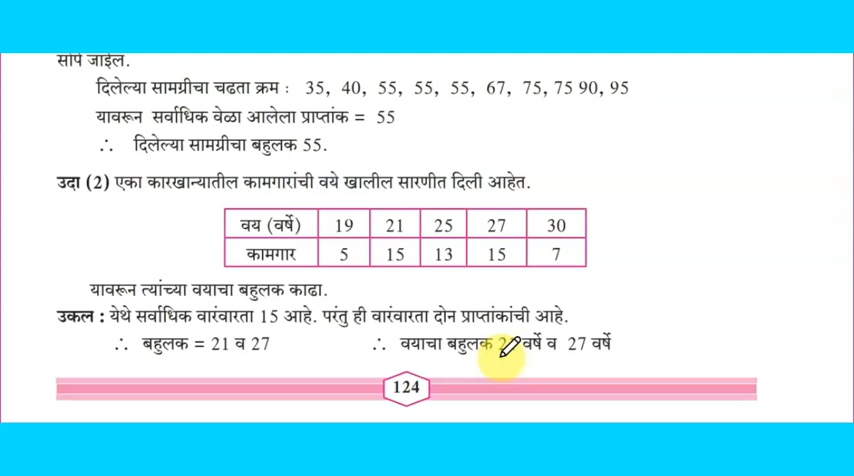 सोपे जाईल.
दिलेल्या सामग्रीचा चढता क्रम : 35, 40, 55, 55, 55, 67, 75, 75 90, 95
यावरून सर्वाधिक वेळा आलेला प्राप्तांक = 55
∴ दिलेल्या सामग्रीचा बहुलक 55.
उदा (2) एका कारखान्यातील कामगारांची वये खालील सारणीत दिली आहेत.
वय (वर्षे) 19 21 25 27 30
कामगार 5 15 13 15 7
यावरून त्यांच्या वयाचा बहुलक काढा.
उकल : येथे सर्वाधिक वारंवारता 15 आहे. परंतु ही वारंवारता दोन प्राप्तांकांची आहे.
∴ बहुलक = 21 व 27 ∴ वयाचा बहुलक वर्षे व 27 वर्षे
124